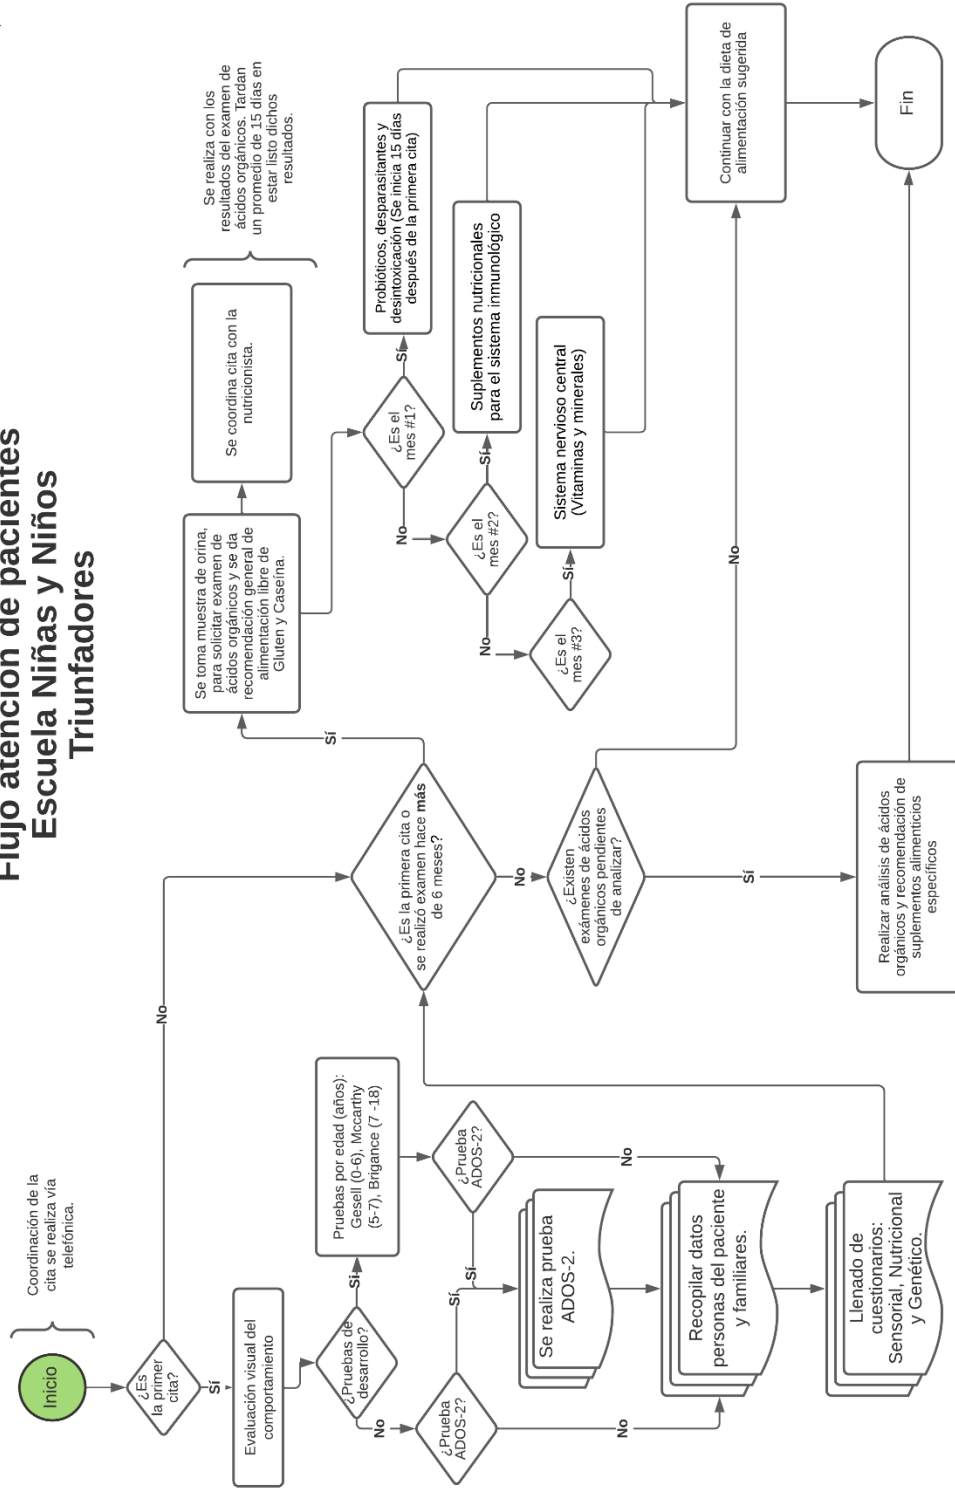 Flujo atencion de pacientes
Escuela Niñas y Niños
Triunfadores
Coordinación de la
cita se realiza vía
telefónica.
Inicio
¿Es
la primer
cita?
No
Sí
Evaluación visual del
comportamiento
¿Pruebas de
desarrollo?
Sí
No
Pruebas por edad (años):
Gesell (0-6), Mccarthy
(5-7), Brigance (7 -18)
¿Prueba
ADOS-2?
Sí
No
¿Prueba
ADOS-2?
Sí
No
Se realiza prueba
ADOS-2.
Recopilar datos
personas del paciente
y familiares.
Llenado de
cuestionarios:
Sensorial, Nutricional
y Genético.
¿Es la primera cita o
se realizó examen hace más
de 6 meses?
Sí
No
¿Existen
exámenes de ácidos
orgánicos pendientes
de analizar?
No
Sí
Realizar análisis de ácidos
orgánicos y recomendación de
suplementos alimenticios
específicos
Se toma muestra de orina,
para solicitar examen de
ácidos orgánicos y se da
recomendación general de
alimentación libre de
Gluten y Caseína.
Se coordina cita con la
nutricionista.
Se realiza con los
resultados del examen de
ácidos orgánicos. Tardan
un promedio de 15 días en
estar listo dichos
resultados.
¿Es el
mes #1?
Sí
No
Probióticos, desparasitantes y
desintoxicación (Se inicia 15 días
después de la primera cita)
¿Es el
mes #2?
Sí
No
Suplementos nutricionales
para el sistema inmunológico
¿Es el
mes #3?
Sí
Sistema nervioso central
(Vitaminas y minerales)
Continuar con la dieta de
alimentación sugerida
Fin